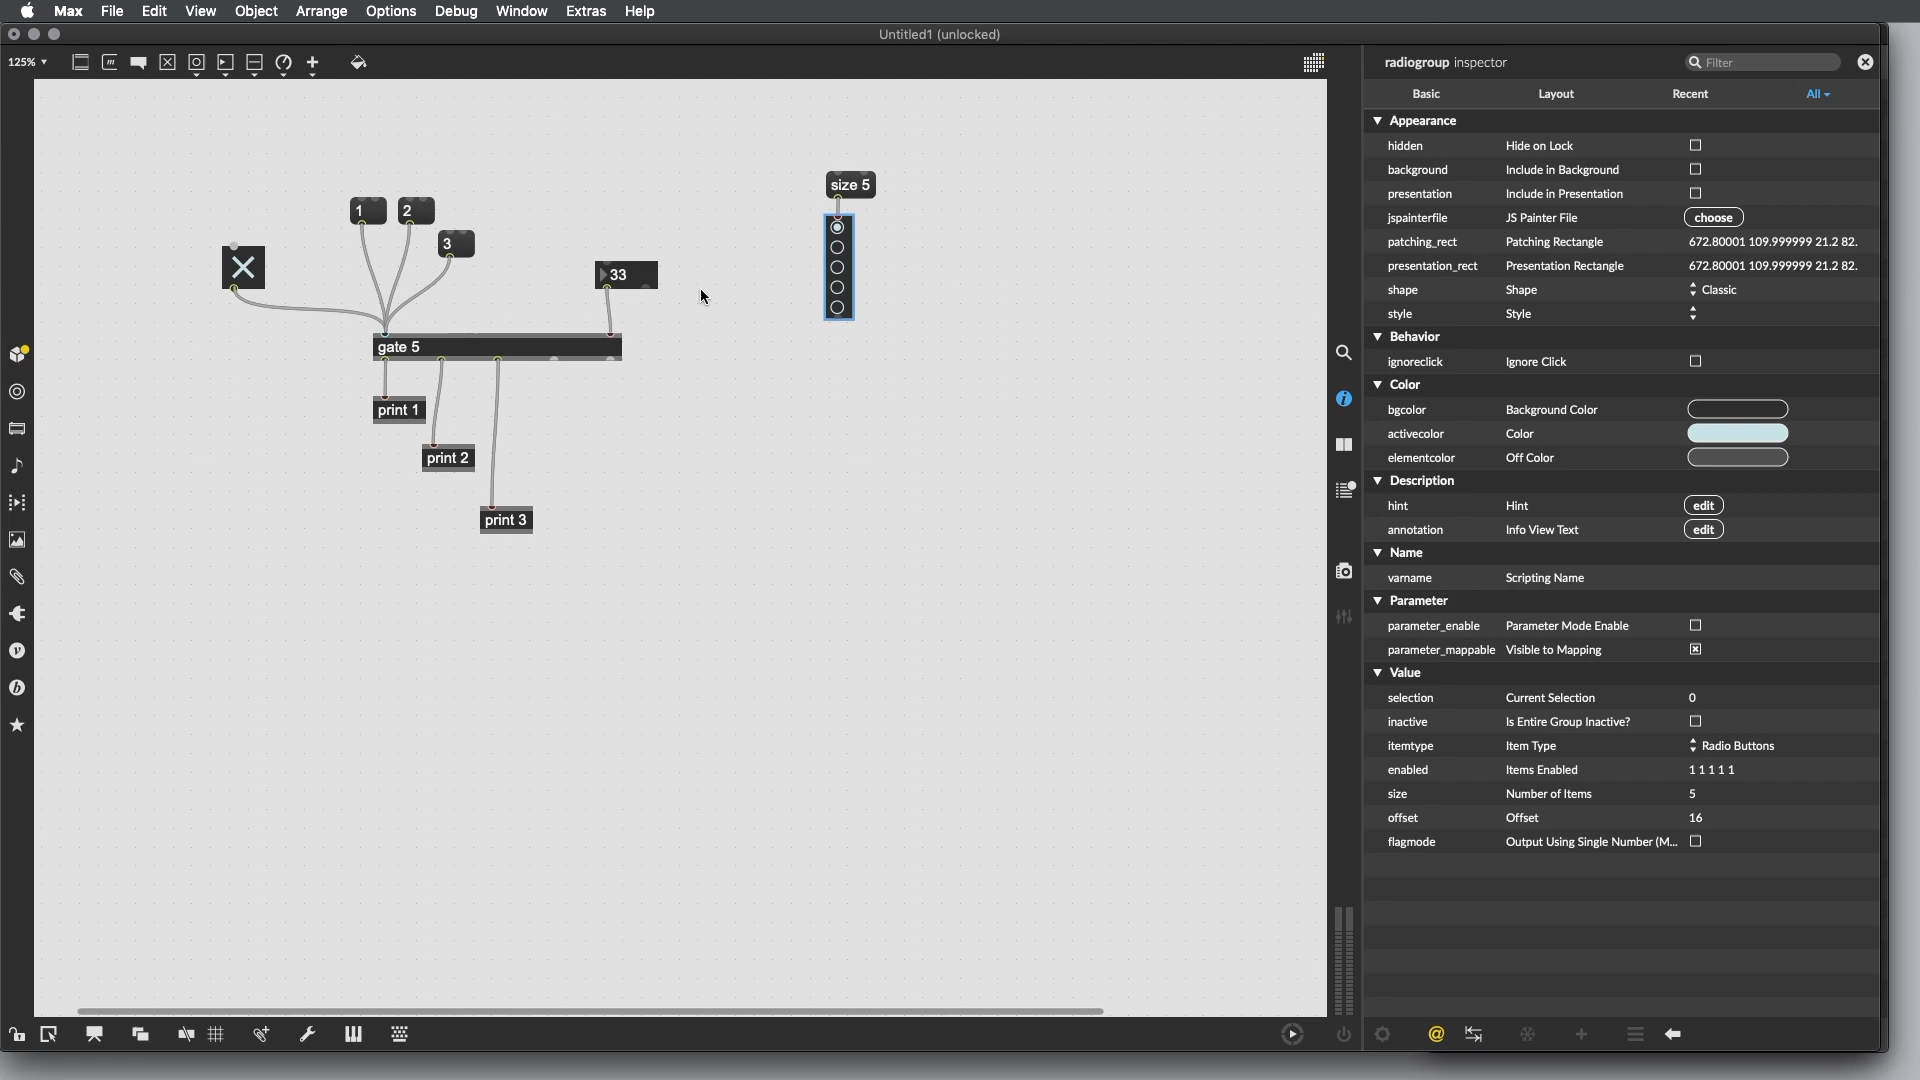 Max File Edit View Object Arrange Options Debug Window Extras Help
Untitled1 (unlocked)
125%
radiogroup inspector
Filter
Basic Layout Recent All
Appearance
hidden Hide on Lock
background Include in Background
presentation Include in Presentation
jspainterfile JS Painter File choose
patching_rect Patching Rectangle 672.80001 109.999999 21.2 82.
presentation_rect Presentation Rectangle 672.80001 109.999999 21.2 82.
shape Shape Classic
style Style
Behavior
ignoreclick Ignore Click
Color
bgcolor Background Color
activecolor Color
elementcolor Off Color
Description
hint Hint edit
annotation Info View Text edit
Name
varname Scripting Name
Parameter
parameter_enable Parameter Mode Enable
parameter_mappable Visible to Mapping
Value
selection Current Selection 0
inactive Is Entire Group Inactive?
itemtype Item Type Radio Buttons
enabled Items Enabled 1 1 1 1 1
size Number of Items 5
offset Offset 16
flagmode Output Using Single Number (M...
size 5
1
2
3
33
gate 5
print 1
print 2
print 3